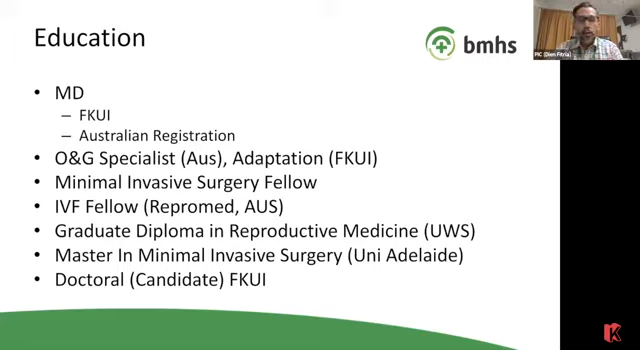 Education
bmhs
PIC (Dien Fitria)
• MD
– FKUI
– Australian Registration
• O&G Specialist (Aus), Adaptation (FKUI)
• Minimal Invasive Surgery Fellow
• IVF Fellow (Repromed, AUS)
• Graduate Diploma in Reproductive Medicine (UWS)
• Master In Minimal Invasive Surgery (Uni Adelaide)
• Doctoral (Candidate) FKUI
K